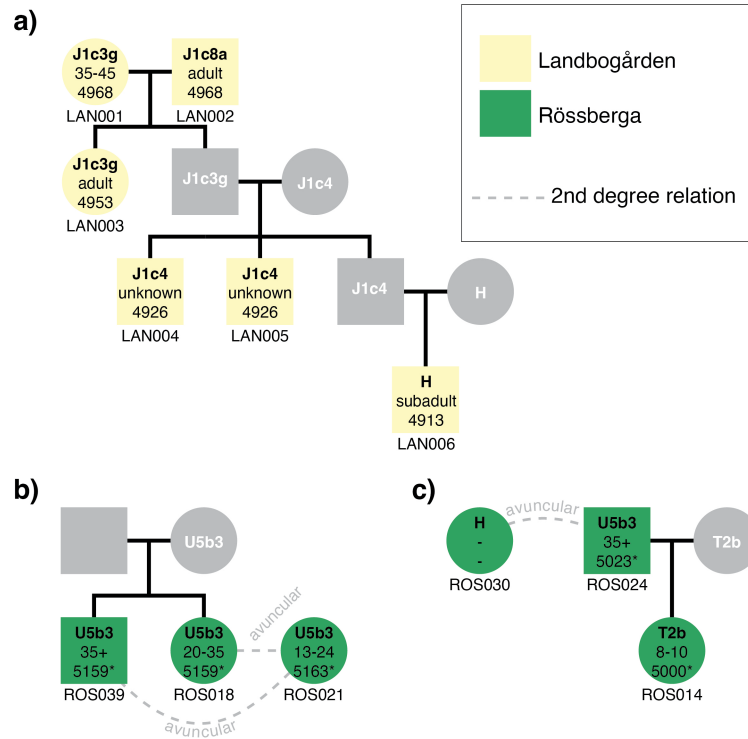 a)
J1c3g
35-45
4968
LAN001
J1c8a
adult
4968
LAN002
Landbogården
Rössberga
2nd degree relation
J1c3g
adult
4953
LAN003
J1c3g
J1c4
J1c4
unknown
4926
LAN004
J1c4
unknown
4926
LAN005
J1c4
H
H
subadult
4913
LAN006
b)
U5b3
U5b3
35+
5159*
ROS039
U5b3
20-35
5159*
ROS018
avuncular
U5b3
13-24
5163*
ROS021
avuncular
c)
H
-
-
ROS030
avuncular
U5b3
35+
5023*
ROS024
T2b
T2b
8-10
5000*
ROS014